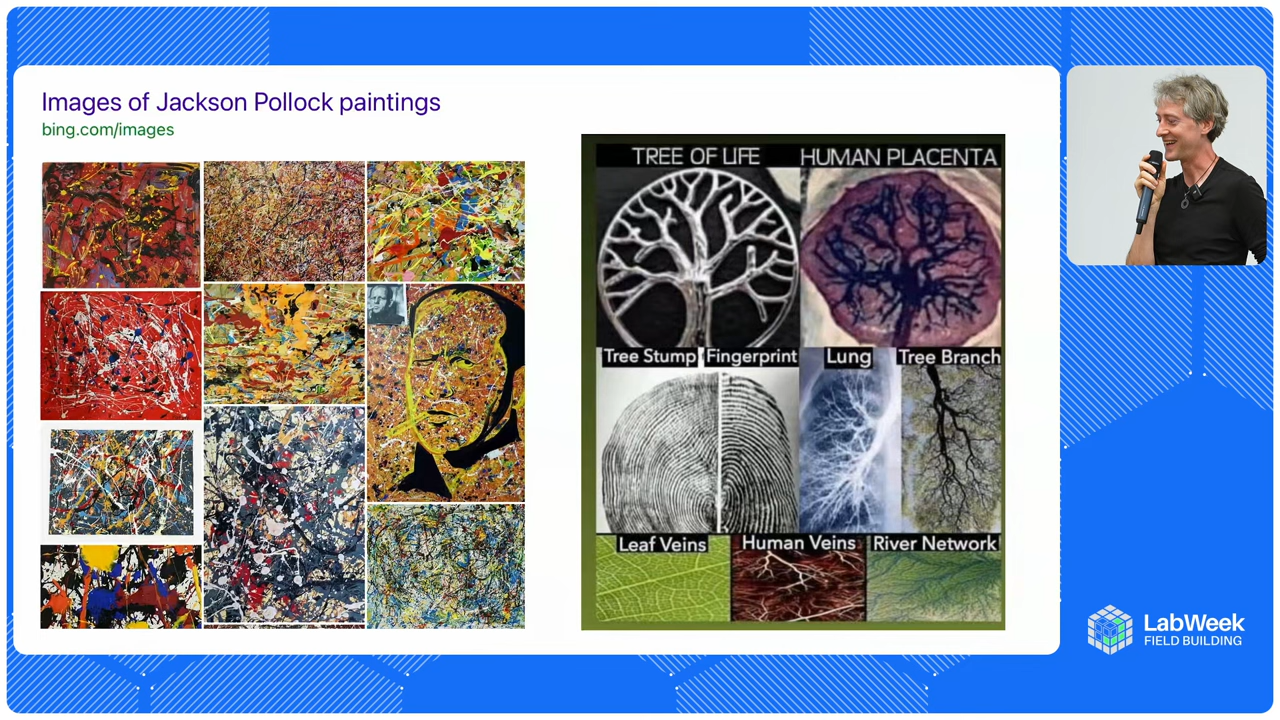 Images of Jackson Pollock paintings
bing.com/images
TREE OF LIFE HUMAN PLACENTA
Tree Stump Fingerprint Lung Tree Branch
Leaf Veins Human Veins River Network
LabWeek
FIELD BUILDING